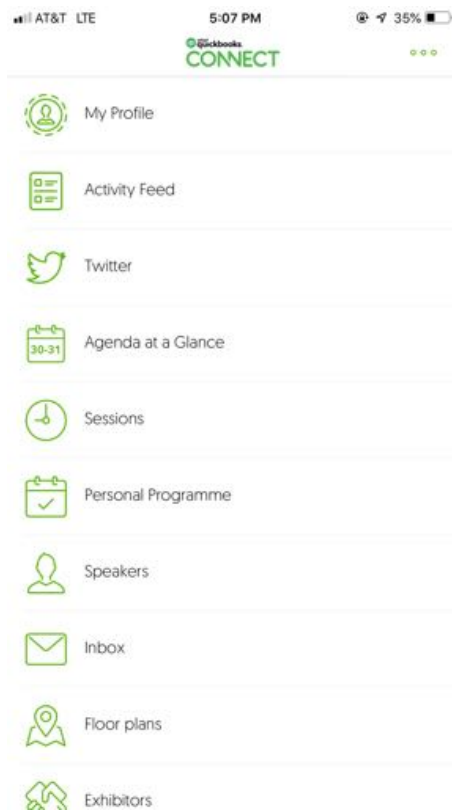 AT&T LTE 5:07 PM 35%
quickbooks
CONNECT
My Profile
Activity Feed
Twitter
30-31 Agenda at a Glance
Sessions
Personal Programme
Speakers
Inbox
Floor plans
Exhibitors